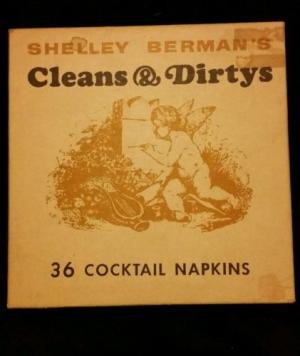 SHELLEY BERMAN'S
Cleans & Dirtys
36 COCKTAIL NAPKINS